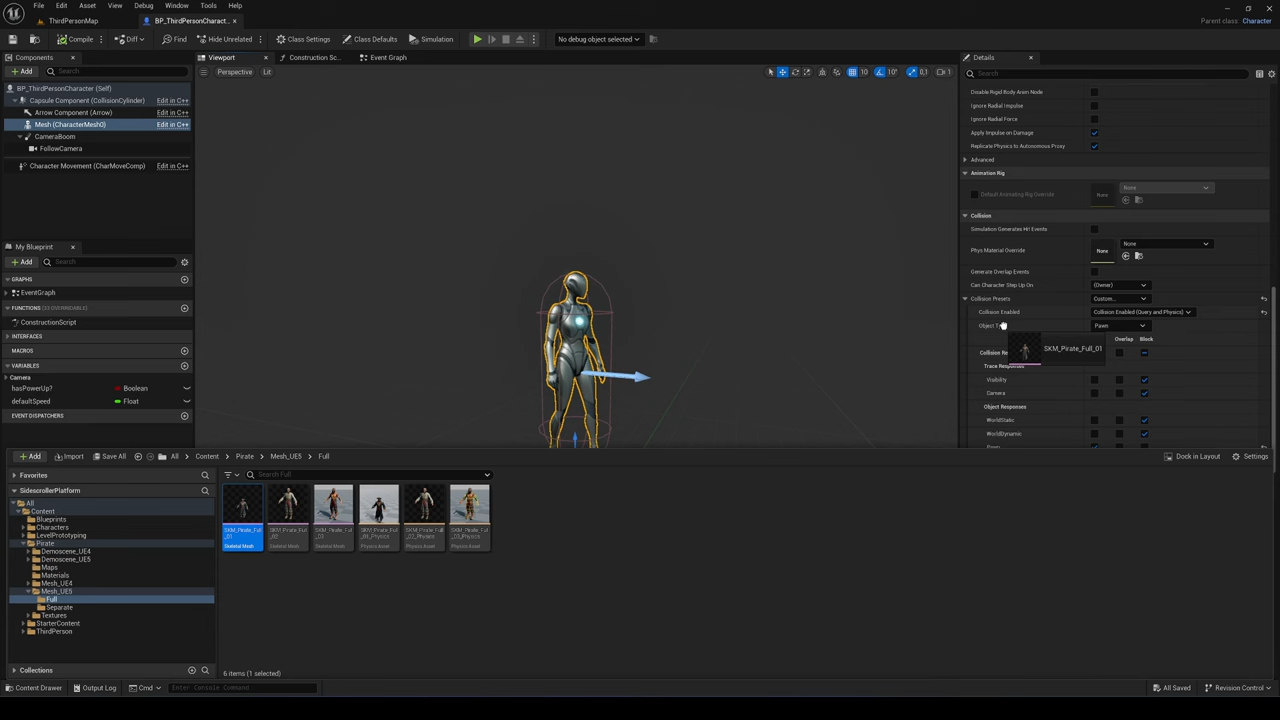 File Edit Asset View Debug Window Tools Help
ThirdPersonMap
BP_ThirdPersonCharact...
Parent class: Character
Compile Diff Find Hide Unrelated Class Settings Class Defaults Simulation No debug object selected
Components
Add Search
BP_ThirdPersonCharacter (Self)
Capsule Component (CollisionCylinder) Edit in C++
Arrow Component (Arrow) Edit in C++
Mesh (CharacterMesh0) Edit in C++
CameraBoom
FollowCamera
Character Movement (CharMoveComp) Edit in C++
My Blueprint
Add Search
GRAPHS
EventGraph
FUNCTIONS (33 OVERRIDABLE)
ConstructionScript
INTERFACES
MACROS
VARIABLES
Camera
hasPowerUp? Boolean
defaultSpeed Float
EVENT DISPATCHERS
Viewport Construction Sc... Event Graph
Perspective Lit
10 10° 0,1 1
Details
Search
Disable Rigid Body Anim Node
Ignore Radial Impulse
Ignore Radial Force
Apply Impulse on Damage
Replicate Physics to Autonomous Proxy
Advanced
Animation Rig
Default Animating Rig Override None None
Collision
Simulation Generates Hit Events
Phys Material Override None None
Generate Overlap Events
Can Character Step Up On (Owner)
Collision Presets Custom...
Collision Enabled Collision Enabled (Query and Physics)
Object T Pawn
Overlap Block
SKM_Pirate_Full_01
Collision Re
Trace Responses
Visibility
Camera
Object Responses
WorldStatic
WorldDynamic
Add Import Save All All Content Pirate Mesh_UE5 Full Dock in Layout Settings
Favorites
SidescrollerPlatform
All
Content
Blueprints
Characters
LevelPrototyping
Pirate
Demoscene_UE4
Demoscene_UE5
Maps
Materials
Mesh_UE4
Mesh_UE5
Full
Separate
Textures
StarterContent
ThirdPerson
Collections
Search Full
SKM_Pirate_Full_01 Skeletal Mesh
SKM_Pirate_Full_02 Skeletal Mesh
SKM_Pirate_Full_03 Skeletal Mesh
Physics Asset
Physics Asset
Physics Asset
6 items (1 selected)
Content Drawer Output Log Cmd Enter Console Command All Saved Revision Control